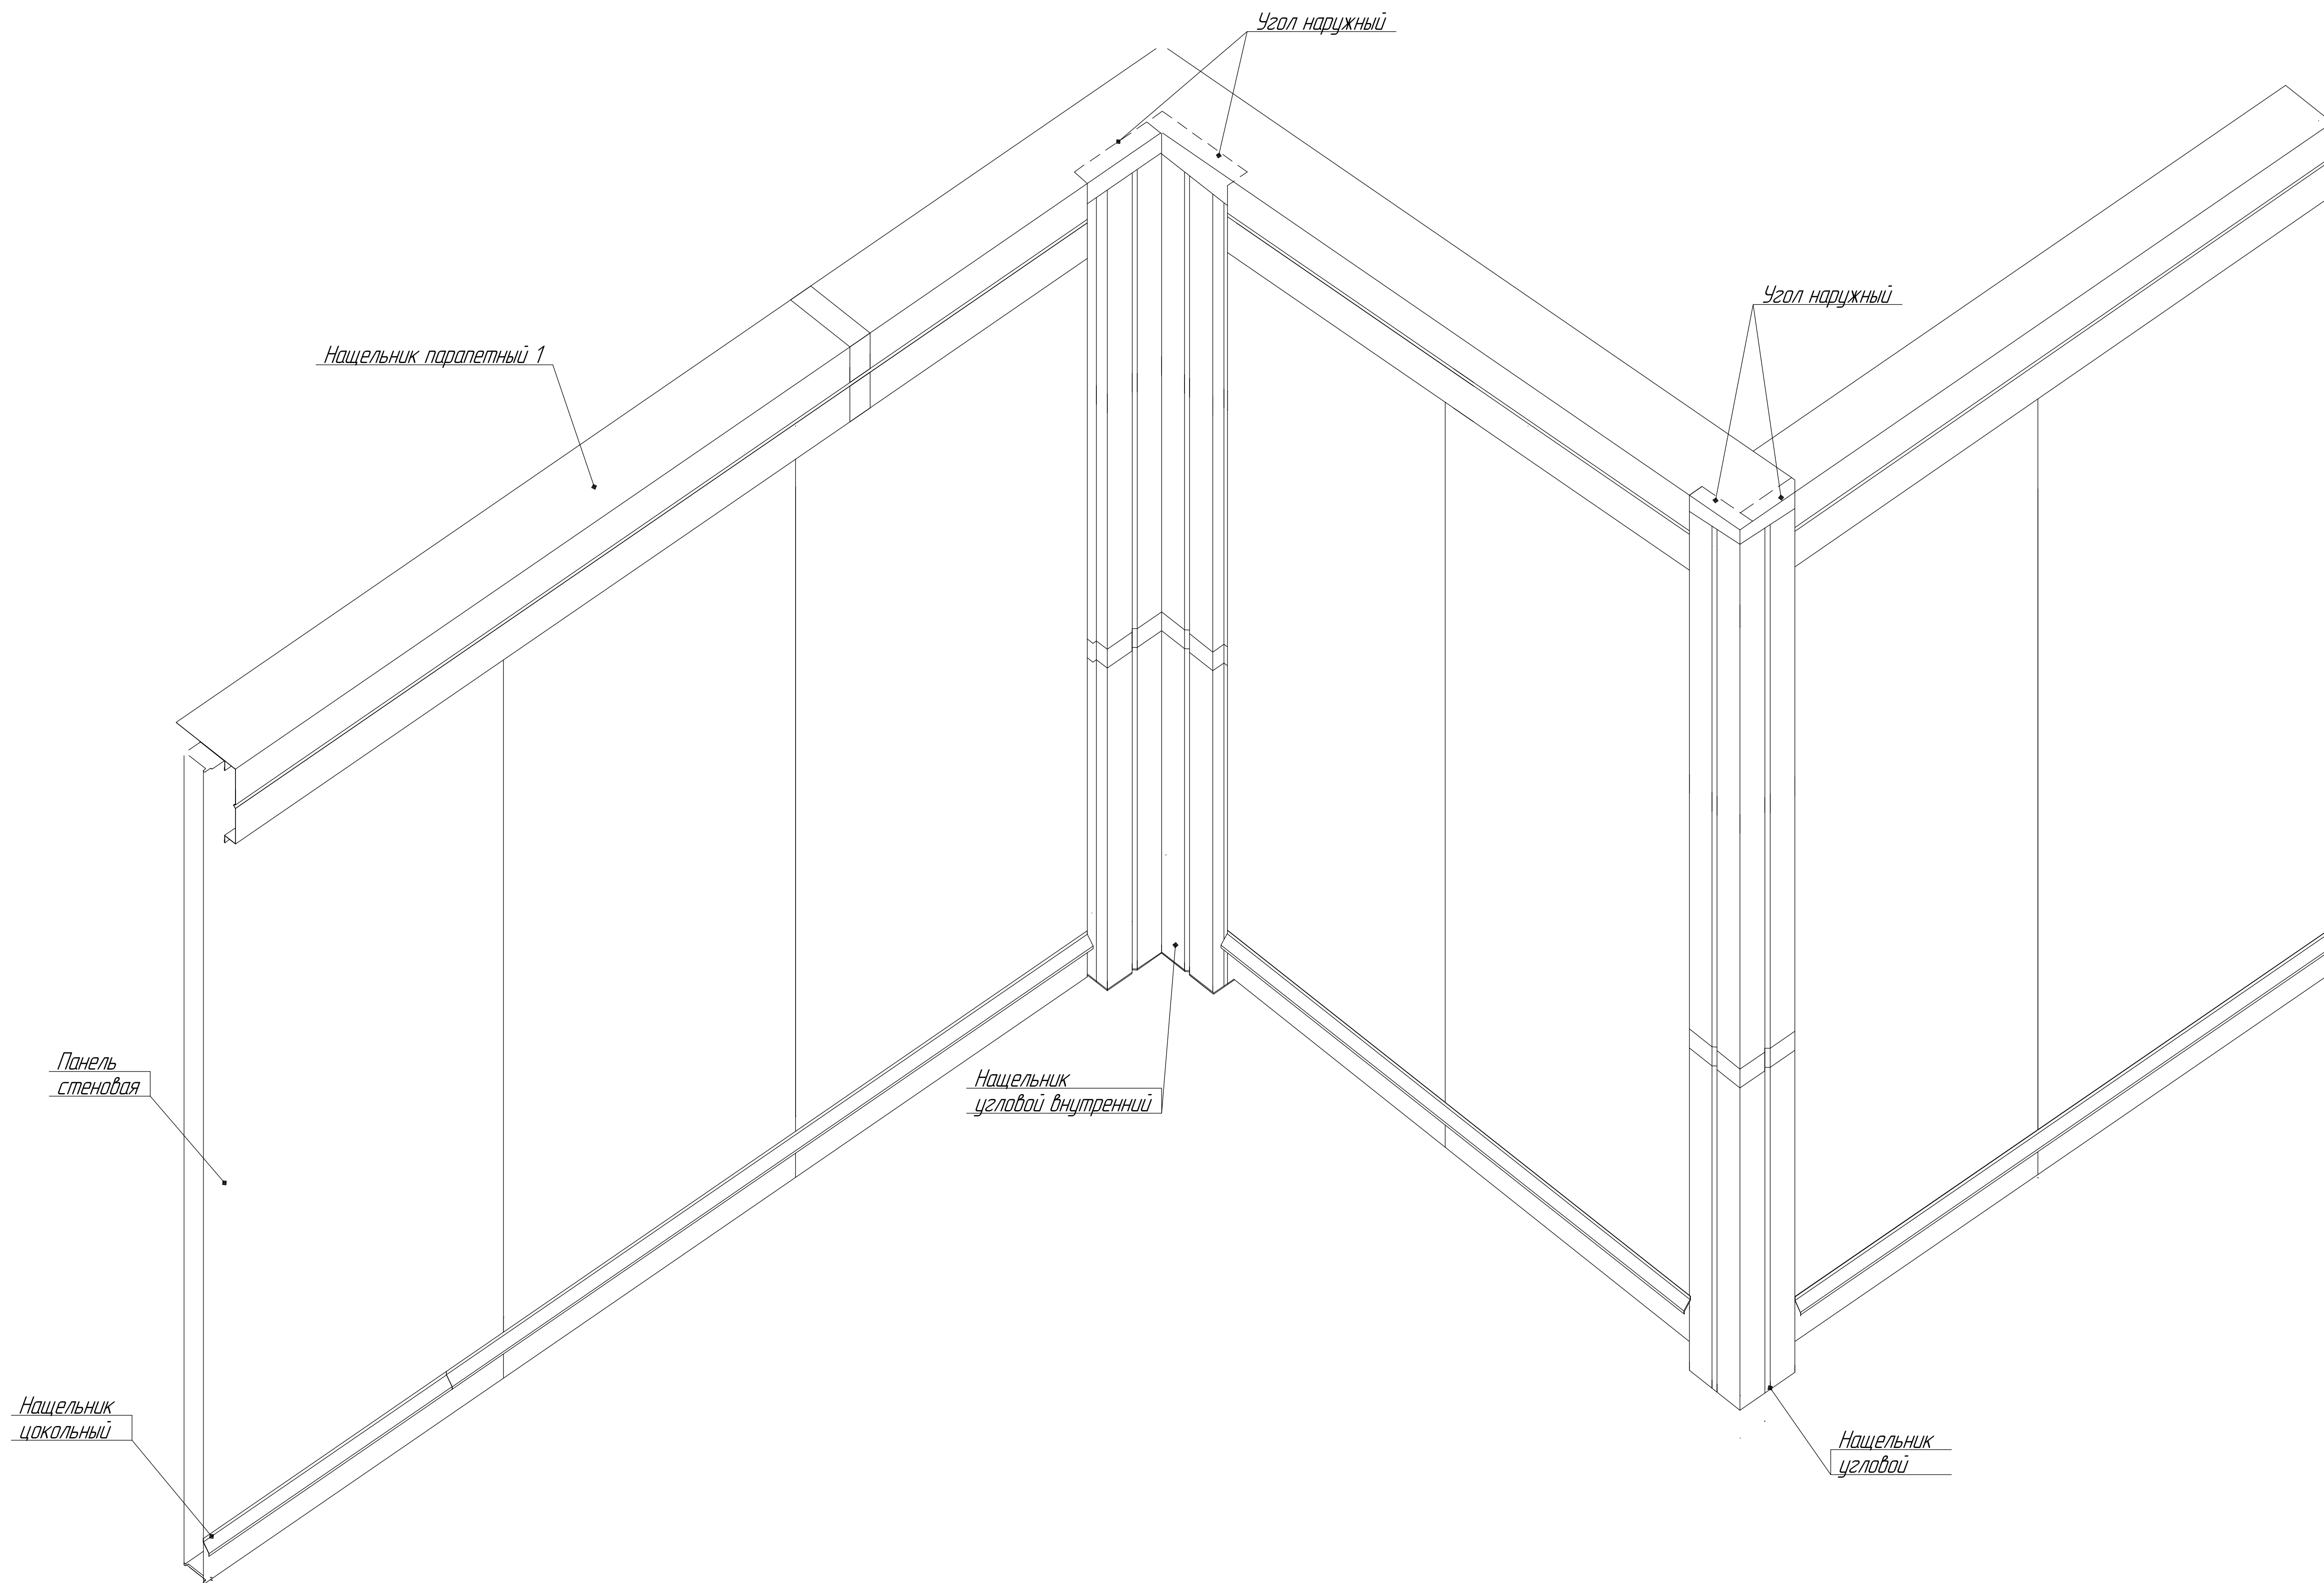 Угол наружный
Угол наружный
Нащельник парапетный 1
Панель
стеновая
Нащельник
угловой внутренний
Нащельник
цокольный
Нащельник
угловой